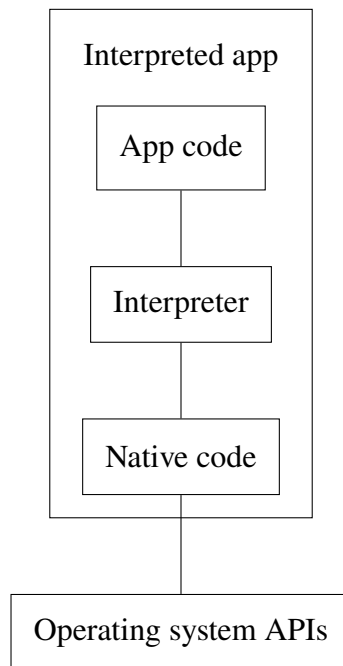 Interpreted app
App code
Interpreter
Native code
Operating system APIs